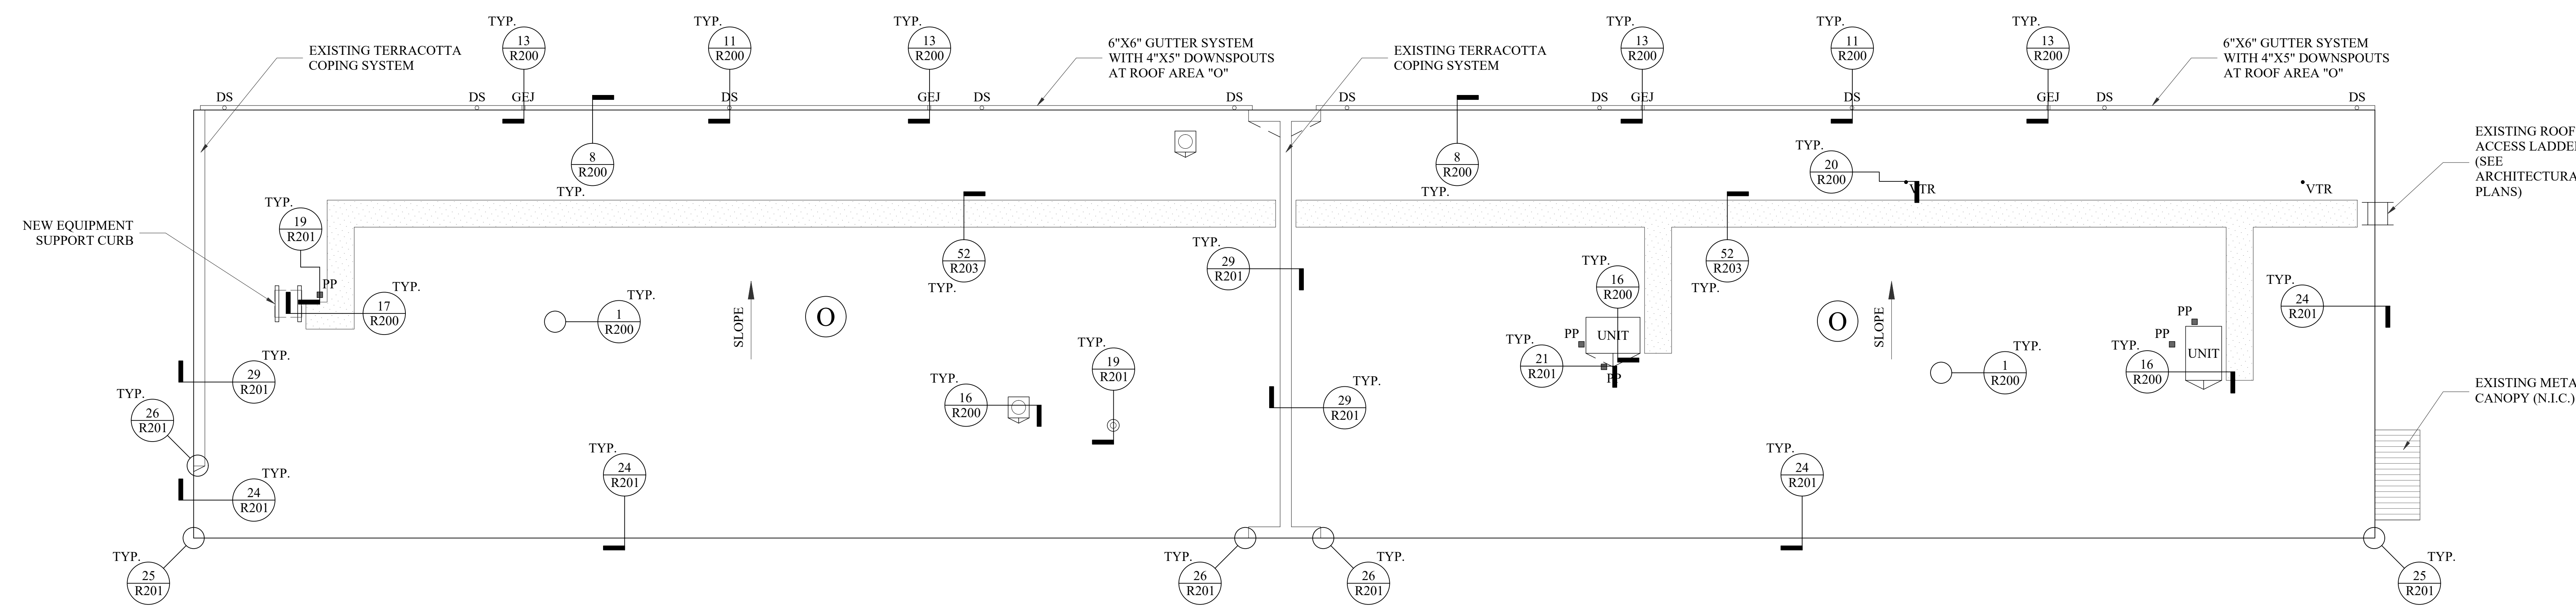 TYP.
13
R200
TYP.
11
R200
TYP.
13
R200
TYP.
13
R200
TYP.
11
R200
TYP.
13
R200
EXISTING TERRACOTTA
COPING SYSTEM
6"X6" GUTTER SYSTEM
WITH 4"X5" DOWNSPOUTS
AT ROOF AREA "O"
EXISTING TERRACOTTA
COPING SYSTEM
6"X6" GUTTER SYSTEM
WITH 4"X5" DOWNSPOUTS
AT ROOF AREA "O"
DS
DS
GEJ
DS
GEJ
DS
DS
DS
DS
GEJ
DS
GEJ
DS
DS
EXISTING ROOF
ACCESS LADDE
(SEE
ARCHITECTURA
PLANS)
8
R200
TYP.
8
R200
TYP.
TYP.
20
R200
VTR
VTR
NEW EQUIPMENT
SUPPORT CURB
TYP.
19
R201
PP
17
R200
TYP.
1
R200
TYP.
SLOPE
O
52
R203
TYP.
TYP.
29
R201
TYP.
16
R200
52
R203
TYP.
O
SLOPE
TYP.
24
R201
PP
UNIT
TYP.
21
R201
PP
1
R200
TYP.
PP
PP
UNIT
TYP.
16
R200
29
R201
TYP.
TYP.
26
R201
TYP.
16
R200
TYP.
19
R201
29
R201
TYP.
EXISTING META
CANOPY (N.I.C.)
24
R201
TYP.
TYP.
24
R201
TYP.
24
R201
TYP.
25
R201
TYP.
26
R201
TYP.
26
R201
TYP.
25
R201